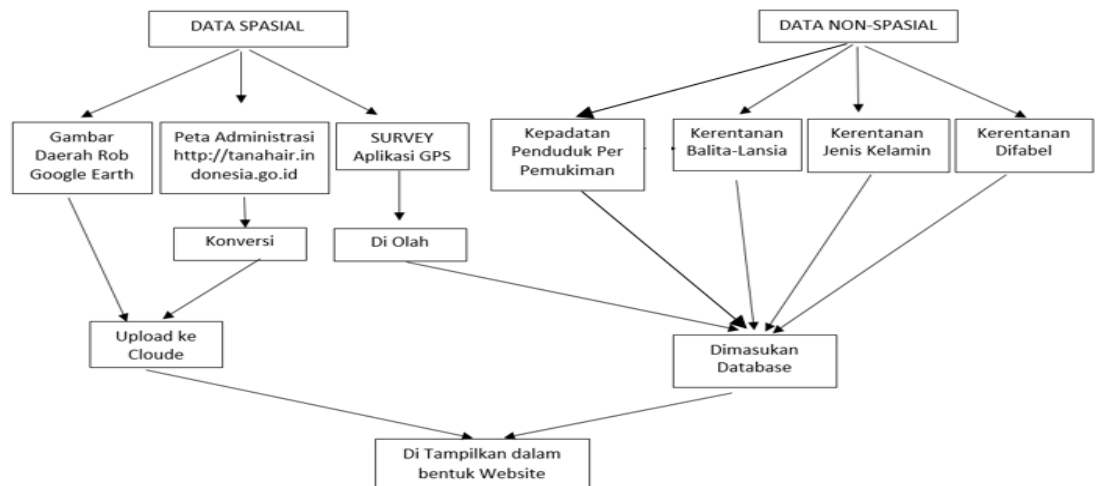 DATA SPASIAL
DATA NON-SPASIAL
Gambar
Daerah Rob
Google Earth
Peta Administrasi
http://tanahair.in
donesia.go.id
SURVEY
Aplikasi GPS
Kepadatan
Penduduk Per
Pemukiman
Kerentanan
Balita-Lansia
Kerentanan
Jenis Kelamin
Kerentanan
Difabel
Konversi
Di Olah
Upload ke
Cloude
Dimasukan
Database
Di Tampilkan dalam
bentuk Website